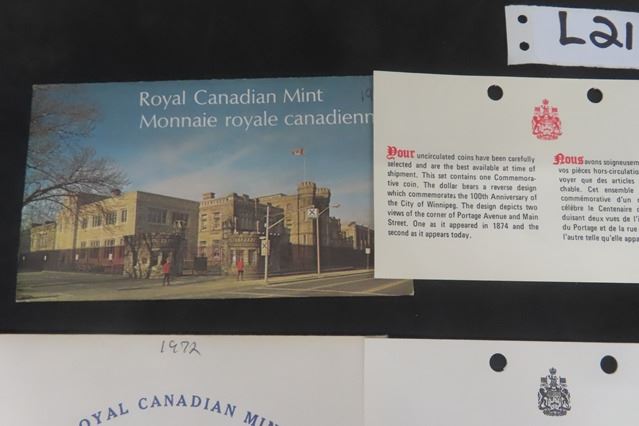 L21
Royal Canadian Mint
Monnaie royale canadienn
19
Your uncirculated coins have been carefully
selected and are the best available at time of
shipment. This set contains one Commemora-
tive coin. The dollar bears a reverse design
which commemorates the 100th Anniversary of
the City of Winnipeg. The design depicts two
views of the corner of Portage Avenue and Main
Street. One as it appeared in 1874 and the
second as it appears today.
Nous avons soigneusem
vos pièces hors-circulation
voyer que des articles
chable. Cet ensemble
commémorative d'un
célèbre le Centenaire
duisant deux vues de l'i
du Portage et de la rue
l'autre telle qu'elle appa
1972
OYAL CANADIAN MIN